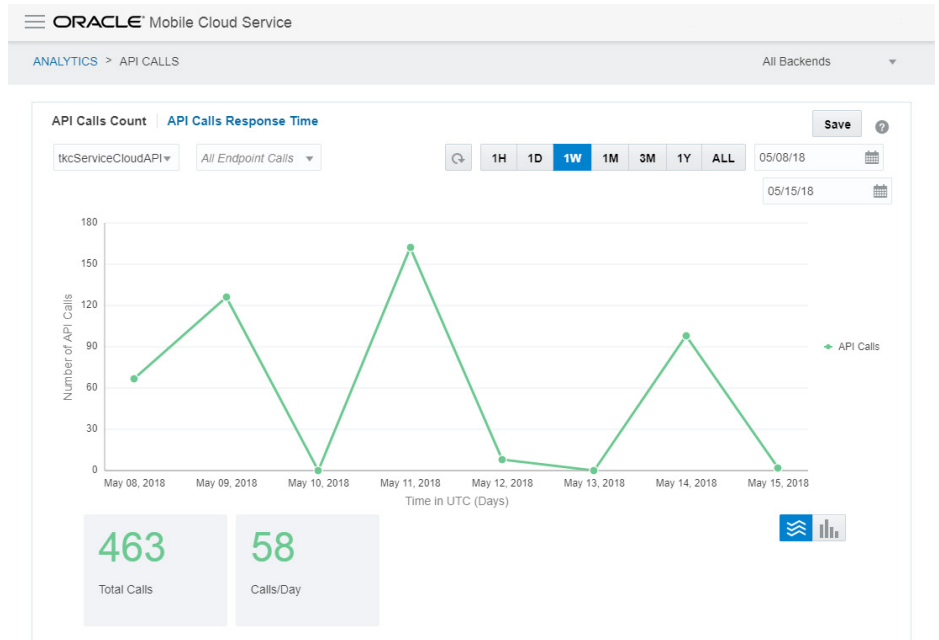 ORACLE® Mobile Cloud Service
ANALYTICS > API CALLS All Backends
API Calls Count API Calls Response Time Save ?
tkcServiceCloudAPI All Endpoint Calls 1H 1D 1W 1M 3M 1Y ALL 05/08/18
05/15/18
180
150
120
90
60
30
0
Number of API Calls
API Calls
May 08, 2018 May 09, 2018 May 10, 2018 May 11, 2018 May 12, 2018 May 13, 2018 May 14, 2018 May 15, 2018
Time in UTC (Days)
463 58
Total Calls Calls/Day